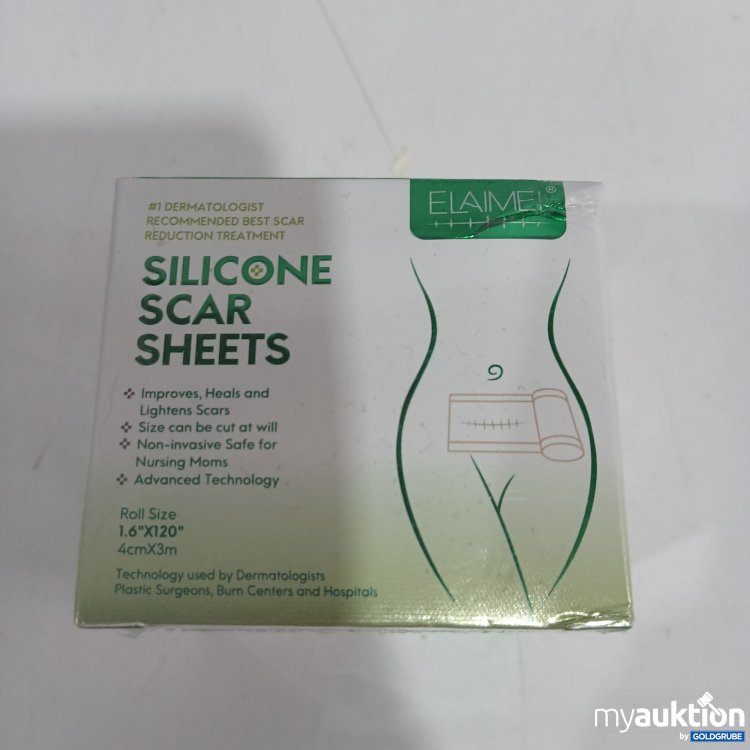 #1 DERMATOLOGIST
RECOMMENDED BEST SCAR
REDUCTION TREATMENT
ELAIMEI®
SILICONE
SCAR
SHEETS
Improves, Heals and
Lightens Scars
Size can be cut at will
Non-invasive Safe for
Nursing Moms
Advanced Technology
Roll Size
1.6"X120"
4cmX3m
Technology used by Dermatologists
Plastic Surgeons, Burn Centers and Hospitals
myauktion
by GOLDGRUBE